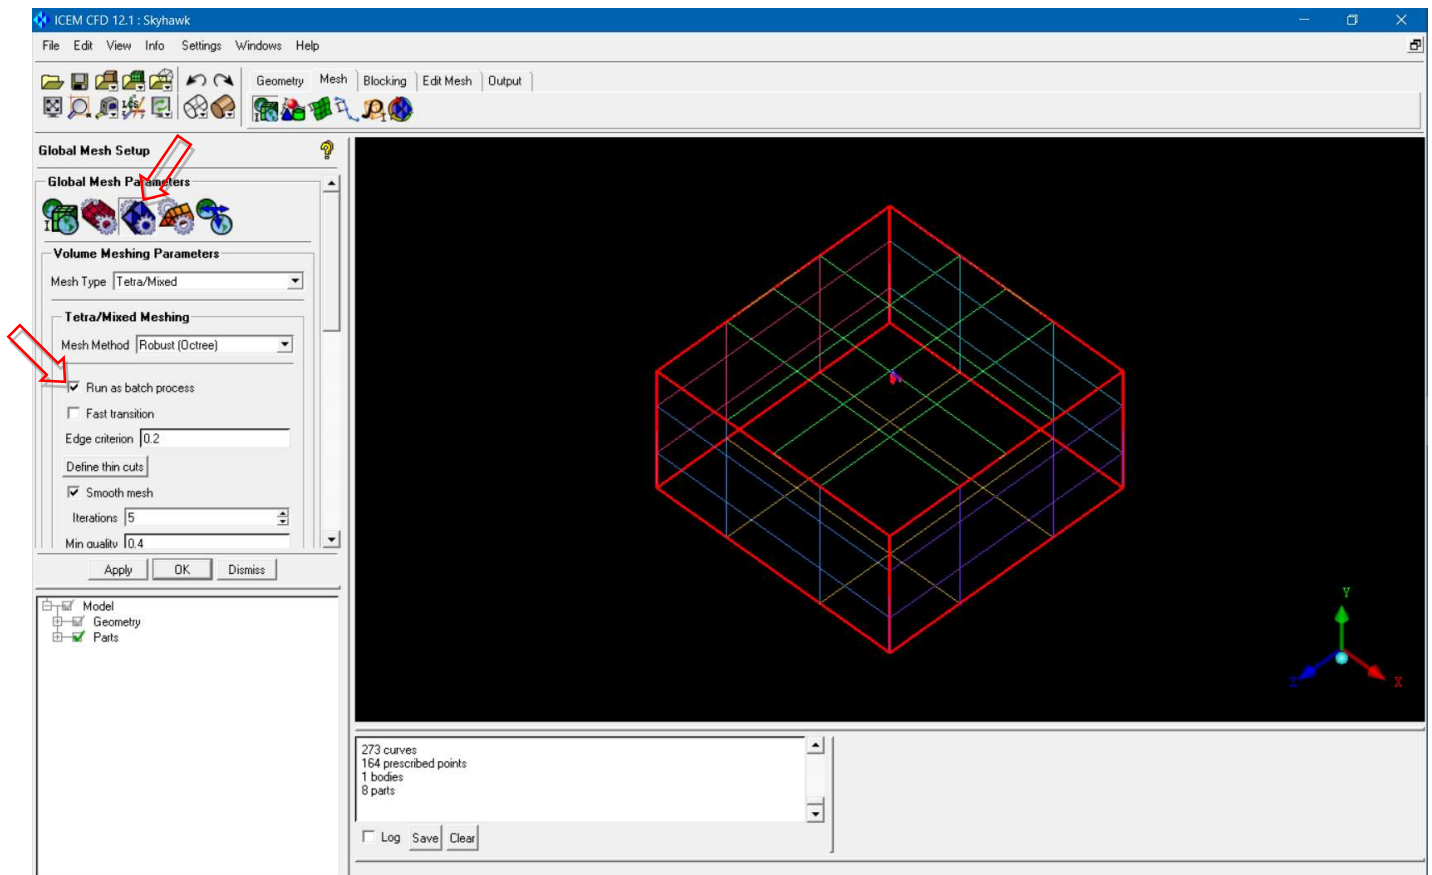 ICEM CFD 12.1 : Skyhawk
File Edit View Info Settings Windows Help
Geometry Mesh Blocking Edit Mesh Output
Global Mesh Setup
Global Mesh Parameters
Volume Meshing Parameters
Mesh Type Tetra/Mixed
Tetra/Mixed Meshing
Mesh Method Robust (Octree)
Run as batch process
Fast transition
Edge criterion 0.2
Define thin cuts
Smooth mesh
Iterations 5
Min quality 0.4
Apply OK Dismiss
Model
Geometry
Parts
Y
Z
X
273 curves
164 prescribed points
1 bodies
8 parts
Log Save Clear